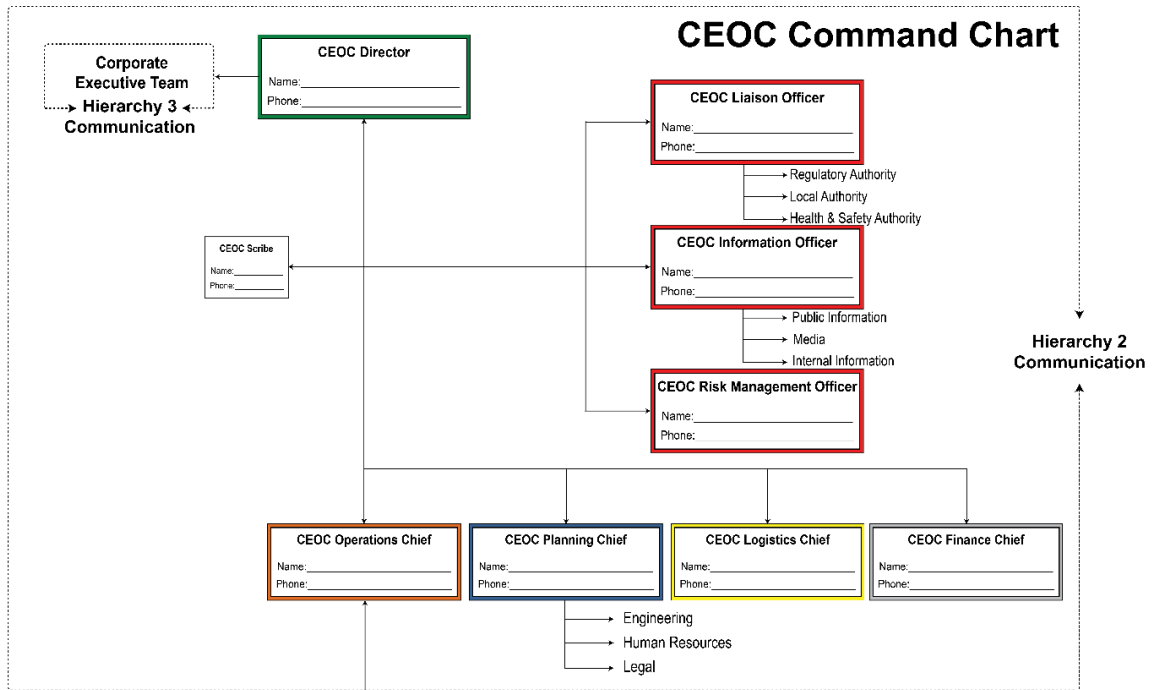 CEOC Command Chart
CEOC Director
Name:
Phone:
Corporate
Executive Team
Hierarchy 3
Communication
CEOC Liaison Officer
Name:
Phone:
Regulatory Authority
Local Authority
Health & Safety Authority
CEOC Scribe
Name:
Phone:
CEOC Information Officer
Name:
Phone:
Public Information
Media
Internal Information
Hierarchy 2
Communication
CEOC Risk Management Officer
Name:
Phone:
CEOC Operations Chief
Name:
Phone:
CEOC Planning Chief
Name:
Phone:
CEOC Logistics Chief
Name:
Phone:
CEOC Finance Chief
Name:
Phone:
Engineering
Human Resources
Legal